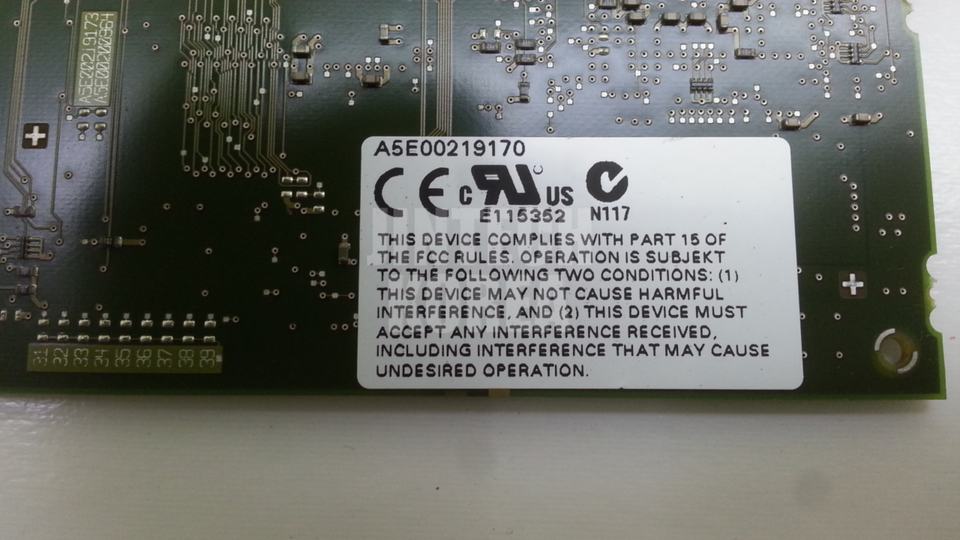 A5E00219173
A5E00219170
CE c RU US
E115352 N117
THIS DEVICE COMPLIES WITH PART 15 OF
THE FCC RULES. OPERATION IS SUBJEKT
TO THE FOLLOWING TWO CONDITIONS: (1)
THIS DEVICE MAY NOT CAUSE HARMFUL
INTERFERENCE, AND (2) THIS DEVICE MUST
ACCEPT ANY INTERFERENCE RECEIVED,
INCLUDING INTERFERENCE THAT MAY CAUSE
UNDESIRED OPERATION.
31 32 33 34 35 36 37 38 39